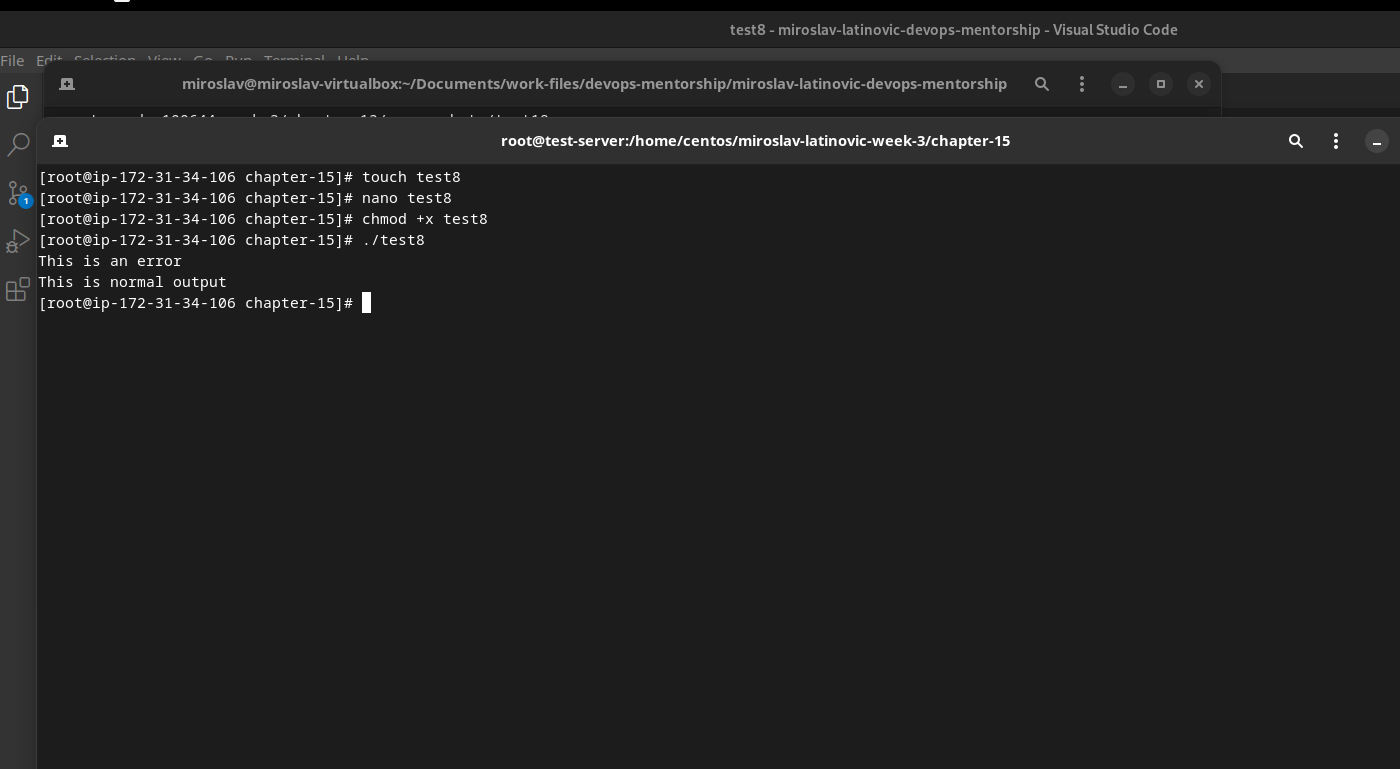 test8 - miroslav-latinovic-devops-mentorship - Visual Studio Code
File Edit Selection View Go Run Terminal Help
miroslav@miroslav-virtualbox:~/Documents/work-files/devops-mentorship/miroslav-latinovic-devops-mentorship
root@test-server:/home/centos/miroslav-latinovic-week-3/chapter-15
1
[root@ip-172-31-34-106 chapter-15]# touch test8
[root@ip-172-31-34-106 chapter-15]# nano test8
[root@ip-172-31-34-106 chapter-15]# chmod +x test8
[root@ip-172-31-34-106 chapter-15]# ./test8
This is an error
This is normal output
[root@ip-172-31-34-106 chapter-15]#